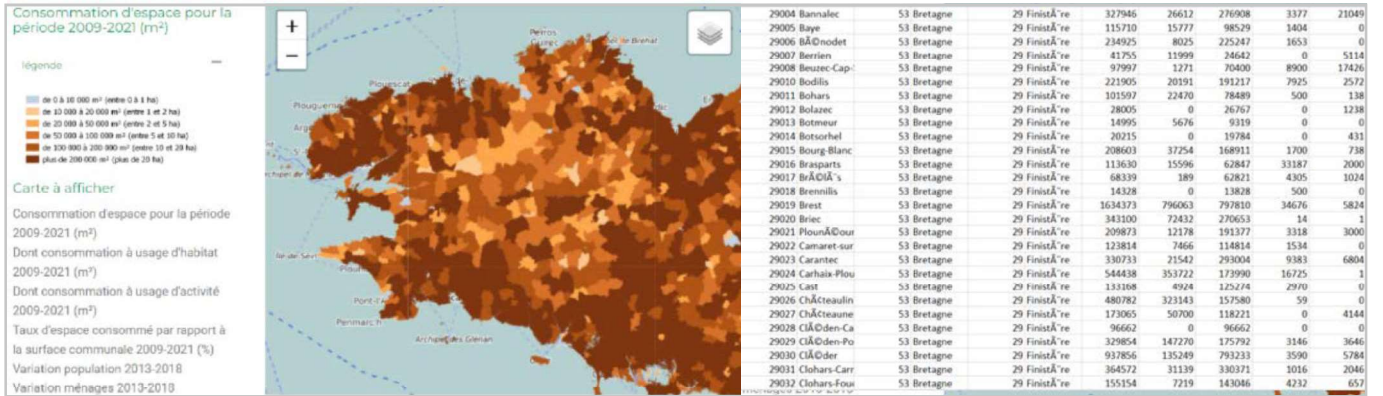 Consommation d'espace pour la
période 2009-2021 (m²)
légende
de 0 à 10 000 m² (entre 0 à 1 ha)
de 10 000 à 20 000 m² (entre 1 et 2 ha)
de 20 000 à 50 000 m² (entre 2 et 5 ha)
de 50 000 à 100 000 m² (entre 5 et 10 ha)
de 100 000 à 200 000 m² (entre 10 et 20 ha)
plus de 200 000 m² (plus de 20 ha)
Carte à afficher
Consommation d'espace pour la période
2009-2021 (m²)
Dont consommation à usage d'habitat
2009-2021 (m²)
Dont consommation à usage d'activité
2009-2021 (m²)
Taux d'espace consommé par rapport à
la surface communale 2009-2021 (%)
Variation population 2013-2018
Variation ménages 2013-2018
+
−
Perros
Guirec
de Bréhat
Plouescat
Plouguerne
Île de Sein
Pont-l'A
Penmarc'h
Archipel des Glénan
29004 Bannalec 53 Bretagne 29 FinistÃ¨re 327946 26612 276908 3377 21049
29005 Baye 53 Bretagne 29 FinistÃ¨re 115710 15777 98529 1404 0
29006 BÃ©nodet 53 Bretagne 29 FinistÃ¨re 234925 8025 225247 1653 0
29007 Berrien 53 Bretagne 29 FinistÃ¨re 41755 11999 24642 0 5114
29008 Beuzec-Cap- 53 Bretagne 29 FinistÃ¨re 97997 1271 70400 8900 17426
29010 Bodilis 53 Bretagne 29 FinistÃ¨re 221905 20191 191217 7925 2572
29011 Bohars 53 Bretagne 29 FinistÃ¨re 101597 22470 78489 500 138
29012 Bolazec 53 Bretagne 29 FinistÃ¨re 28005 0 26767 0 1238
29013 Botmeur 53 Bretagne 29 FinistÃ¨re 14995 5676 9319 0 0
29014 Botsorhel 53 Bretagne 29 FinistÃ¨re 20215 0 19784 0 431
29015 Bourg-Blanc 53 Bretagne 29 FinistÃ¨re 208603 37254 168911 1700 738
29016 Brasparts 53 Bretagne 29 FinistÃ¨re 113630 15596 62847 33187 2000
29017 BrÃ©lÃ¨s 53 Bretagne 29 FinistÃ¨re 68339 189 62821 4305 1024
29018 Brennilis 53 Bretagne 29 FinistÃ¨re 14328 0 13828 500 0
29019 Brest 53 Bretagne 29 FinistÃ¨re 1634373 796063 797810 34676 5824
29020 Briec 53 Bretagne 29 FinistÃ¨re 343100 72432 270653 14 1
29021 PlounÃ©our 53 Bretagne 29 FinistÃ¨re 209873 12178 191377 3318 3000
29022 Camaret-sur 53 Bretagne 29 FinistÃ¨re 123814 7466 114814 1534 0
29023 Carantec 53 Bretagne 29 FinistÃ¨re 330733 21542 293004 9383 6804
29024 Carhaix-Plou 53 Bretagne 29 FinistÃ¨re 544438 353722 173990 16725 1
29025 Cast 53 Bretagne 29 FinistÃ¨re 133168 4924 125274 2970 0
29026 ChÃ¢teaulin 53 Bretagne 29 FinistÃ¨re 480782 323143 157580 59 0
29027 ChÃ¢teaune 53 Bretagne 29 FinistÃ¨re 173065 50700 118221 0 4144
29028 ClÃ©den-Ca 53 Bretagne 29 FinistÃ¨re 96662 0 96662 0 0
29029 ClÃ©den-Po 53 Bretagne 29 FinistÃ¨re 329854 147270 175792 3146 3646
29030 ClÃ©der 53 Bretagne 29 FinistÃ¨re 937856 135249 793233 3590 5784
29031 Clohars-Carr 53 Bretagne 29 FinistÃ¨re 364572 31139 330371 1016 2046
29032 Clohars-Foue 53 Bretagne 29 FinistÃ¨re 155154 7219 143046 4232 657